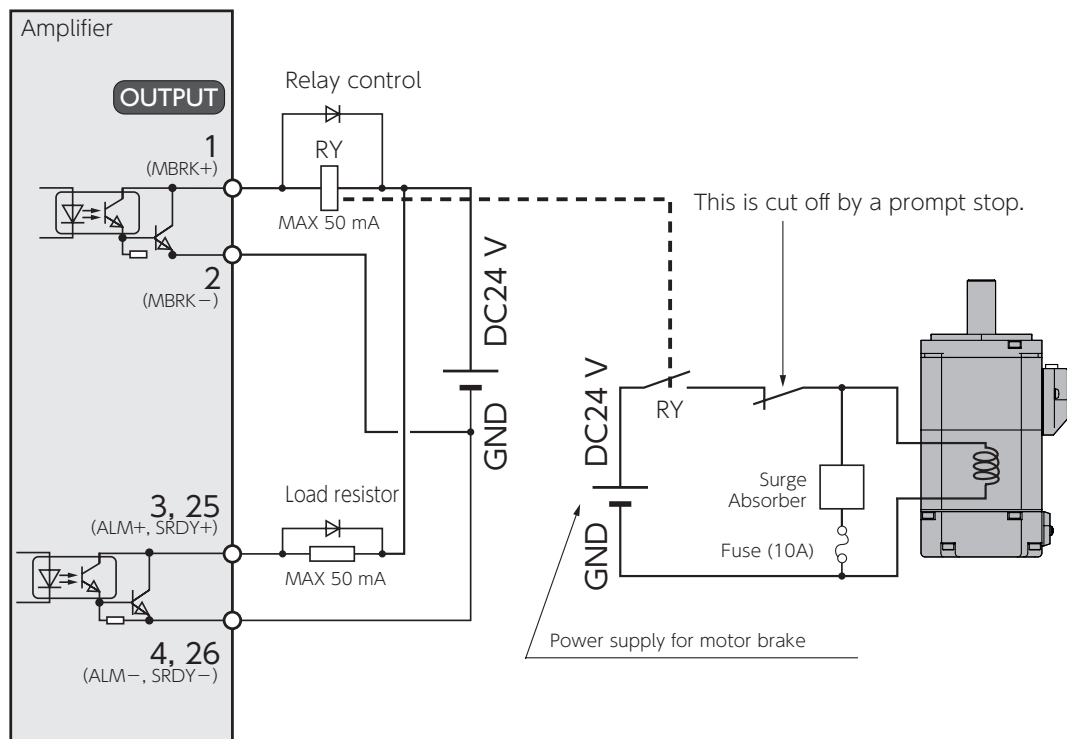 Amplifier
OUTPUT
Relay control
1
(MBRK+)
RY
MAX 50 mA
2
(MBRK−)
DC24 V
GND
This is cut off by a prompt stop.
RY
DC24 V
GND
Surge
Absorber
Fuse (10A)
Power supply for motor brake
3, 25
(ALM+, SRDY+)
Load resistor
MAX 50 mA
4, 26
(ALM−, SRDY−)